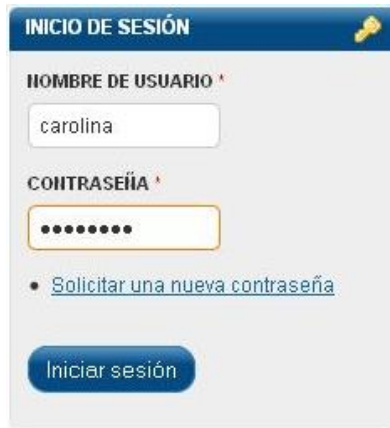 INICIO DE SESIÓN
NOMBRE DE USUARIO *
carolina
CONTRASEÑA *
••••••••
• Solicitar una nueva contraseña
Iniciar sesión